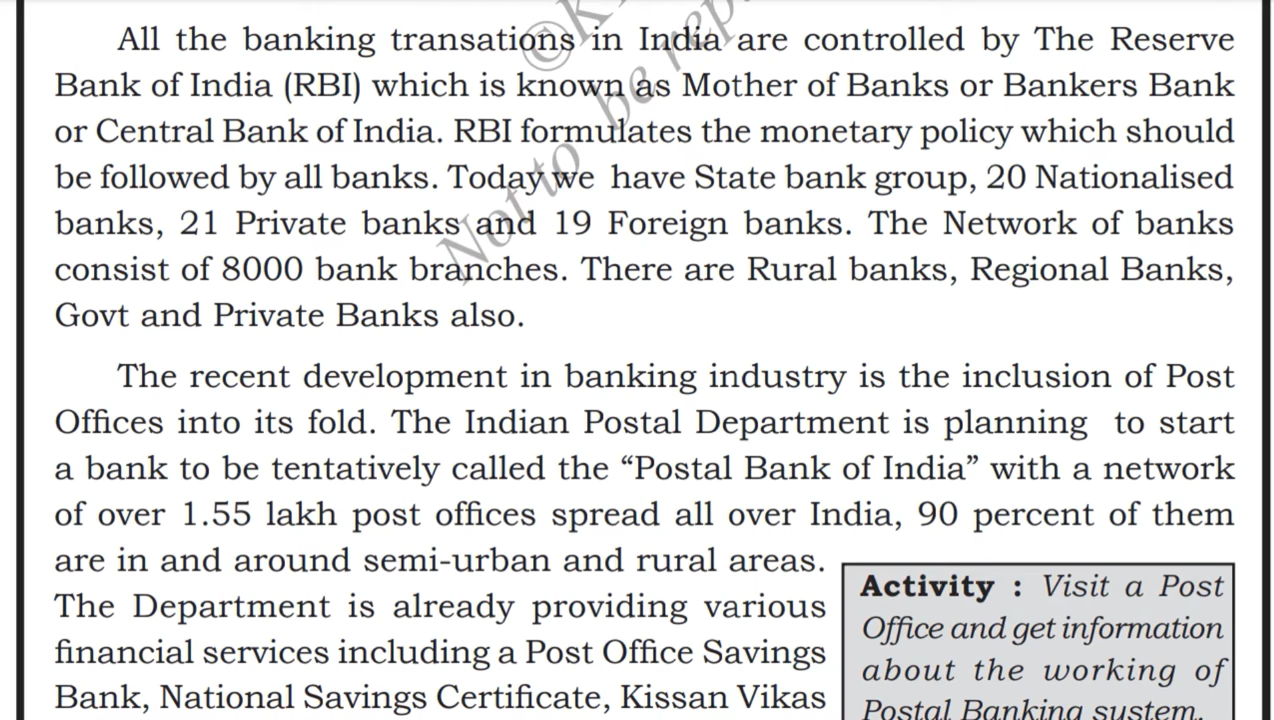 All the banking transations in India are controlled by The Reserve
Bank of India (RBI) which is known as Mother of Banks or Bankers Bank
or Central Bank of India. RBI formulates the monetary policy which should
be followed by all banks. Today we have State bank group, 20 Nationalised
banks, 21 Private banks and 19 Foreign banks. The Network of banks
consist of 8000 bank branches. There are Rural banks, Regional Banks,
Govt and Private Banks also.
The recent development in banking industry is the inclusion of Post
Offices into its fold. The Indian Postal Department is planning to start
a bank to be tentatively called the “Postal Bank of India” with a network
of over 1.55 lakh post offices spread all over India, 90 percent of them
are in and around semi-urban and rural areas.
The Department is already providing various
financial services including a Post Office Savings
Bank, National Savings Certificate, Kissan Vikas
Activity : Visit a Post
Office and get information
about the working of
Postal Banking system.
©K
Not to be rep